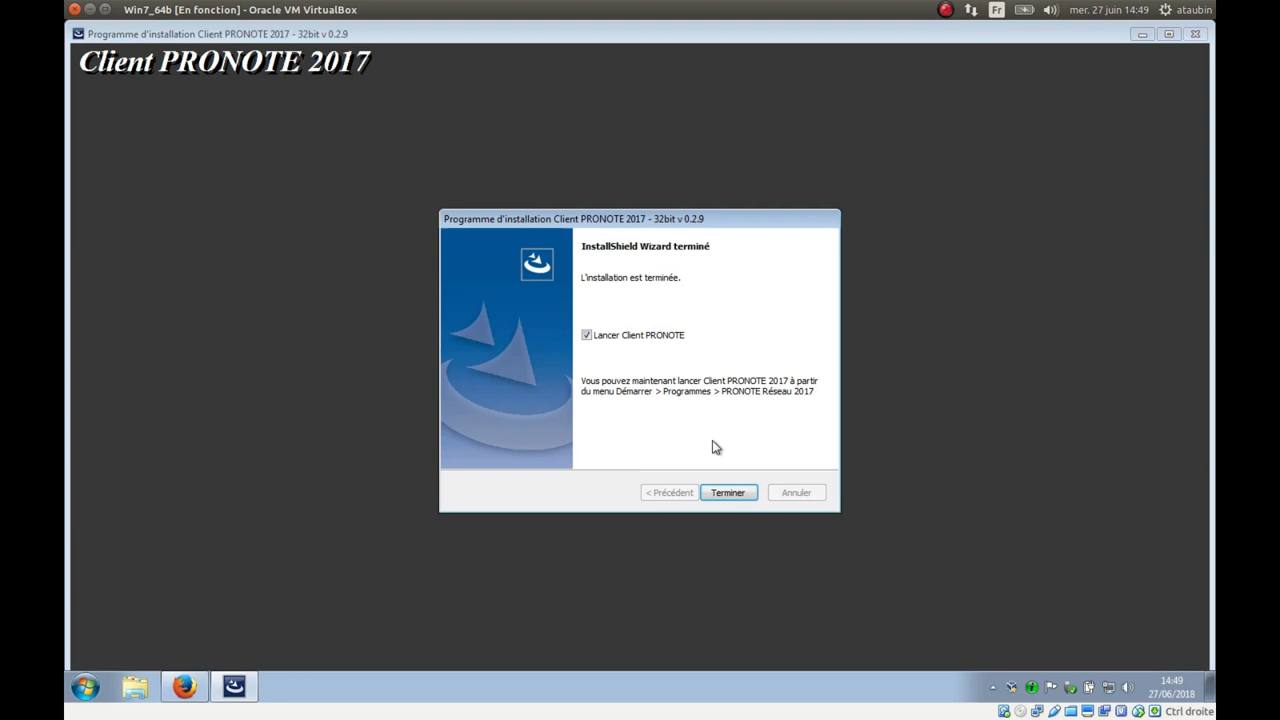 Win7_64b [En fonction] - Oracle VM VirtualBox
Fr
mer. 27 juin 14:49
ataubin
Programme d'installation Client PRONOTE 2017 - 32bit v 0.2.9
Client PRONOTE 2017
Programme d'installation Client PRONOTE 2017 - 32bit v 0.2.9
InstallShield Wizard terminé
L'installation est terminée.
Lancer Client PRONOTE
Vous pouvez maintenant lancer Client PRONOTE 2017 à partir
du menu Démarrer > Programmes > PRONOTE Réseau 2017
< Précédent
Terminer
Annuler
14:49
27/06/2018
Ctrl droite